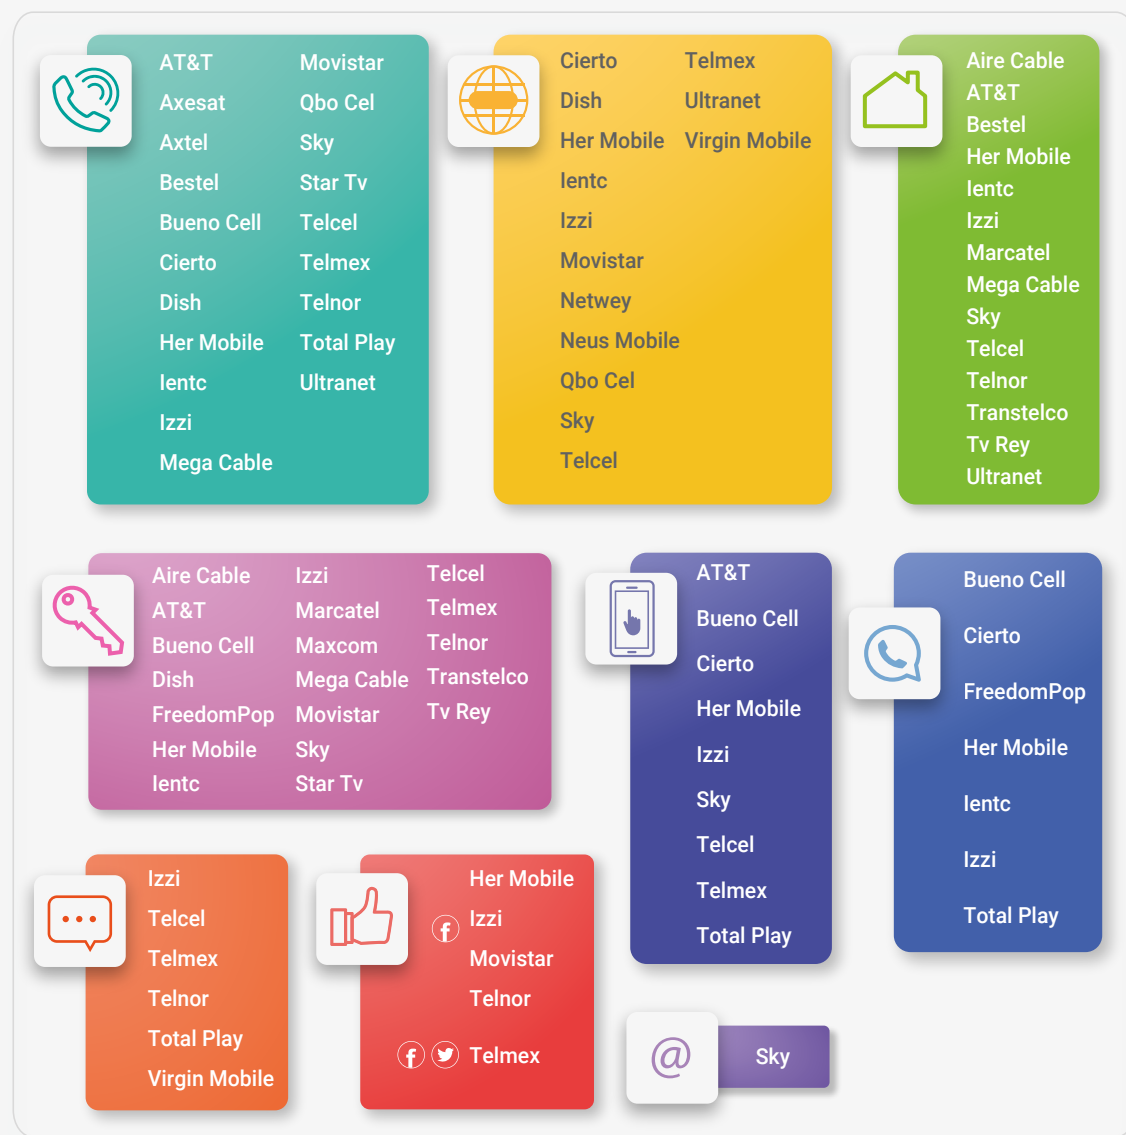 AT&T
Axesat
Axtel
Bestel
Bueno Cell
Cierto
Dish
Her Mobile
Ientc
Izzi
Mega Cable
Movistar
Qbo Cel
Sky
Star Tv
Telcel
Telmex
Telnor
Total Play
Ultranet
Cierto
Dish
Her Mobile
Ientc
Izzi
Movistar
Netwey
Neus Mobile
Qbo Cel
Sky
Telcel
Telmex
Ultranet
Virgin Mobile
Aire Cable
AT&T
Bestel
Her Mobile
Ientc
Izzi
Marcatel
Mega Cable
Sky
Telcel
Telnor
Transtelco
Tv Rey
Ultranet
Aire Cable
AT&T
Bueno Cell
Dish
FreedomPop
Her Mobile
Ientc
Izzi
Marcatel
Maxcom
Mega Cable
Movistar
Sky
Star Tv
Telcel
Telmex
Telnor
Transtelco
Tv Rey
AT&T
Bueno Cell
Cierto
Her Mobile
Izzi
Sky
Telcel
Telmex
Total Play
Bueno Cell
Cierto
FreedomPop
Her Mobile
Ientc
Izzi
Total Play
Izzi
Telcel
Telmex
Telnor
Total Play
Virgin Mobile
Her Mobile
Izzi
Movistar
Telnor
Telmex
@
Sky